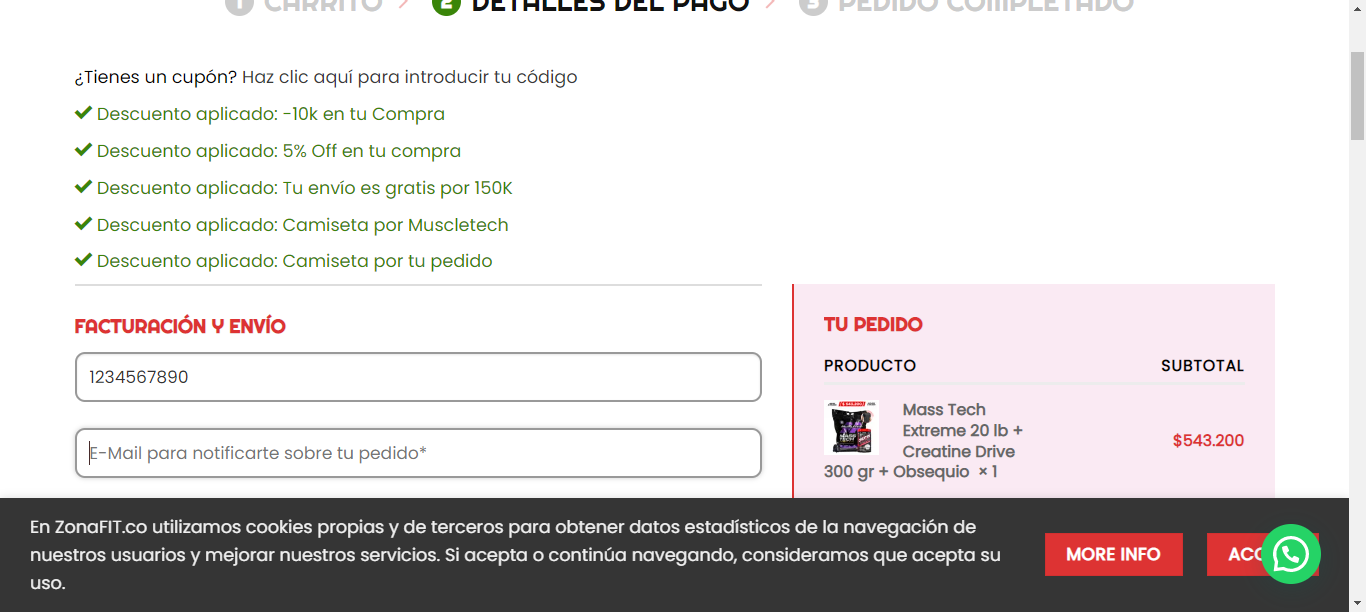 1 CARRITO 2 DETALLES DEL PAGO 3 PEDIDO COMPLETADO
¿Tienes un cupón? Haz clic aquí para introducir tu código
Descuento aplicado: -10k en tu Compra
Descuento aplicado: 5% Off en tu compra
Descuento aplicado: Tu envío es gratis por 150K
Descuento aplicado: Camiseta por Muscletech
Descuento aplicado: Camiseta por tu pedido
FACTURACIÓN Y ENVÍO
1234567890
E-Mail para notificarte sobre tu pedido*
TU PEDIDO
PRODUCTO SUBTOTAL
Mass Tech
Extreme 20 lb +
Creatine Drive
300 gr + Obsequio × 1
$543.200
En ZonaFIT.co utilizamos cookies propias y de terceros para obtener datos estadísticos de la navegación de
nuestros usuarios y mejorar nuestros servicios. Si acepta o continúa navegando, consideramos que acepta su
uso.
MORE INFO